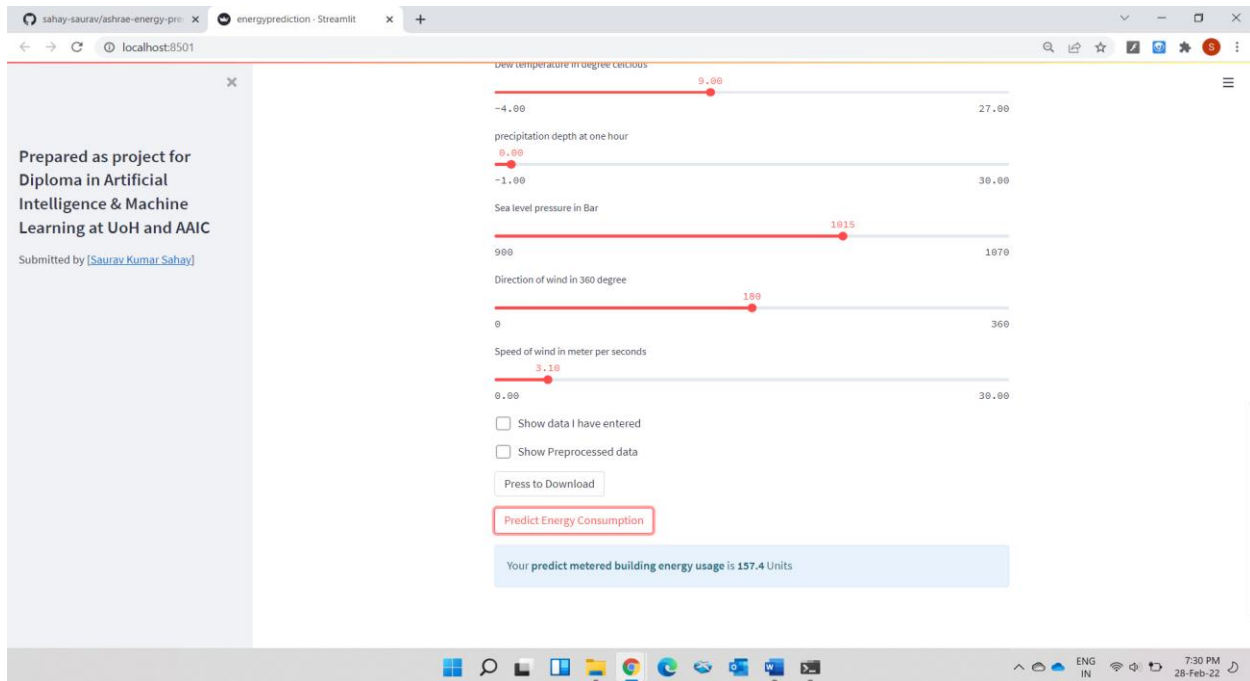 sahay-saurav/ashrae-energy-pre
energyprediction · Streamlit
localhost:8501
S
Prepared as project for
Diploma in Artificial
Intelligence & Machine
Learning at UoH and AAIC
Submitted by [Saurav Kumar Sahay]
Dew temperature in degree celcious
9.00
-4.00 27.00
precipitation depth at one hour
0.00
-1.00 30.00
Sea level pressure in Bar
1015
900 1070
Direction of wind in 360 degree
180
0 360
Speed of wind in meter per seconds
3.10
0.00 30.00
Show data I have entered
Show Preprocessed data
Press to Download
Predict Energy Consumption
Your predict metered building energy usage is 157.4 Units
ENG
IN
7:30 PM
28-Feb-22